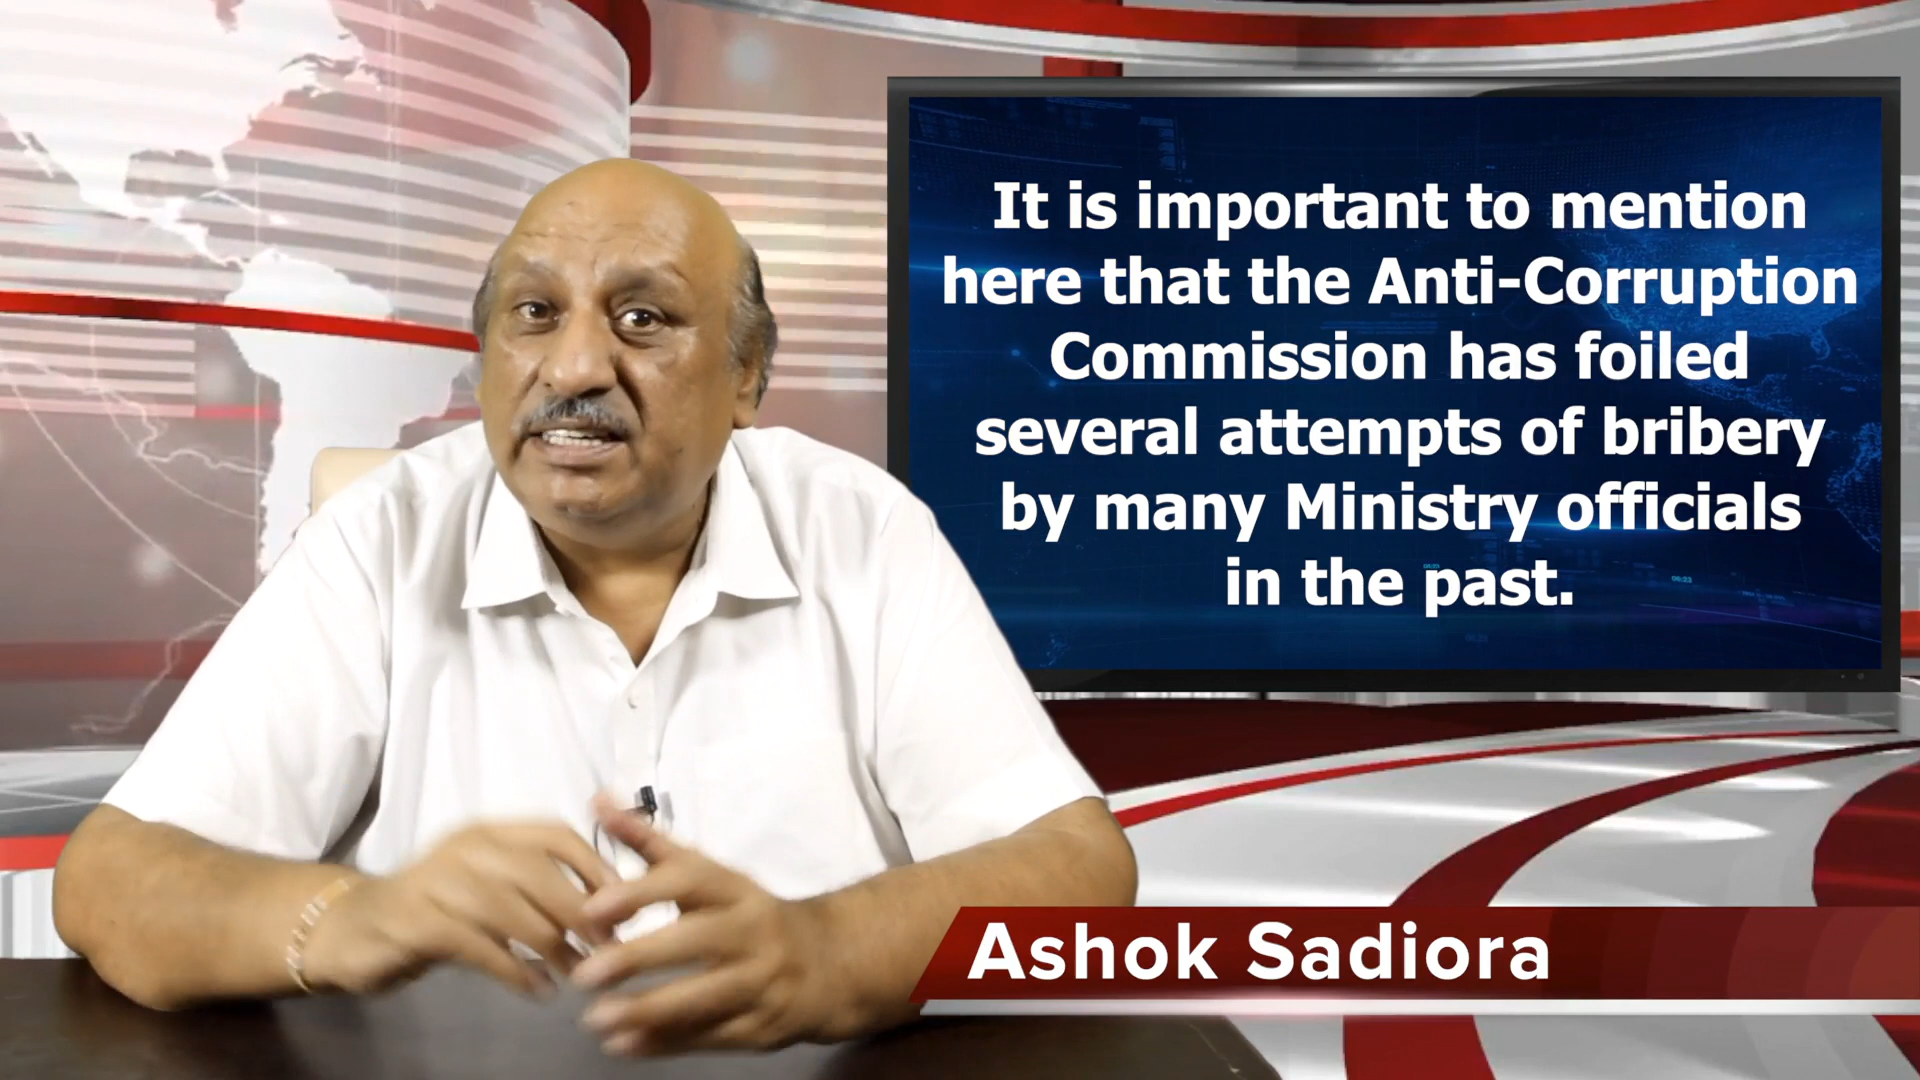 It is important to mention
here that the Anti-Corruption
Commission has foiled
several attempts of bribery
by many Ministry officials
in the past.
Ashok Sadiora